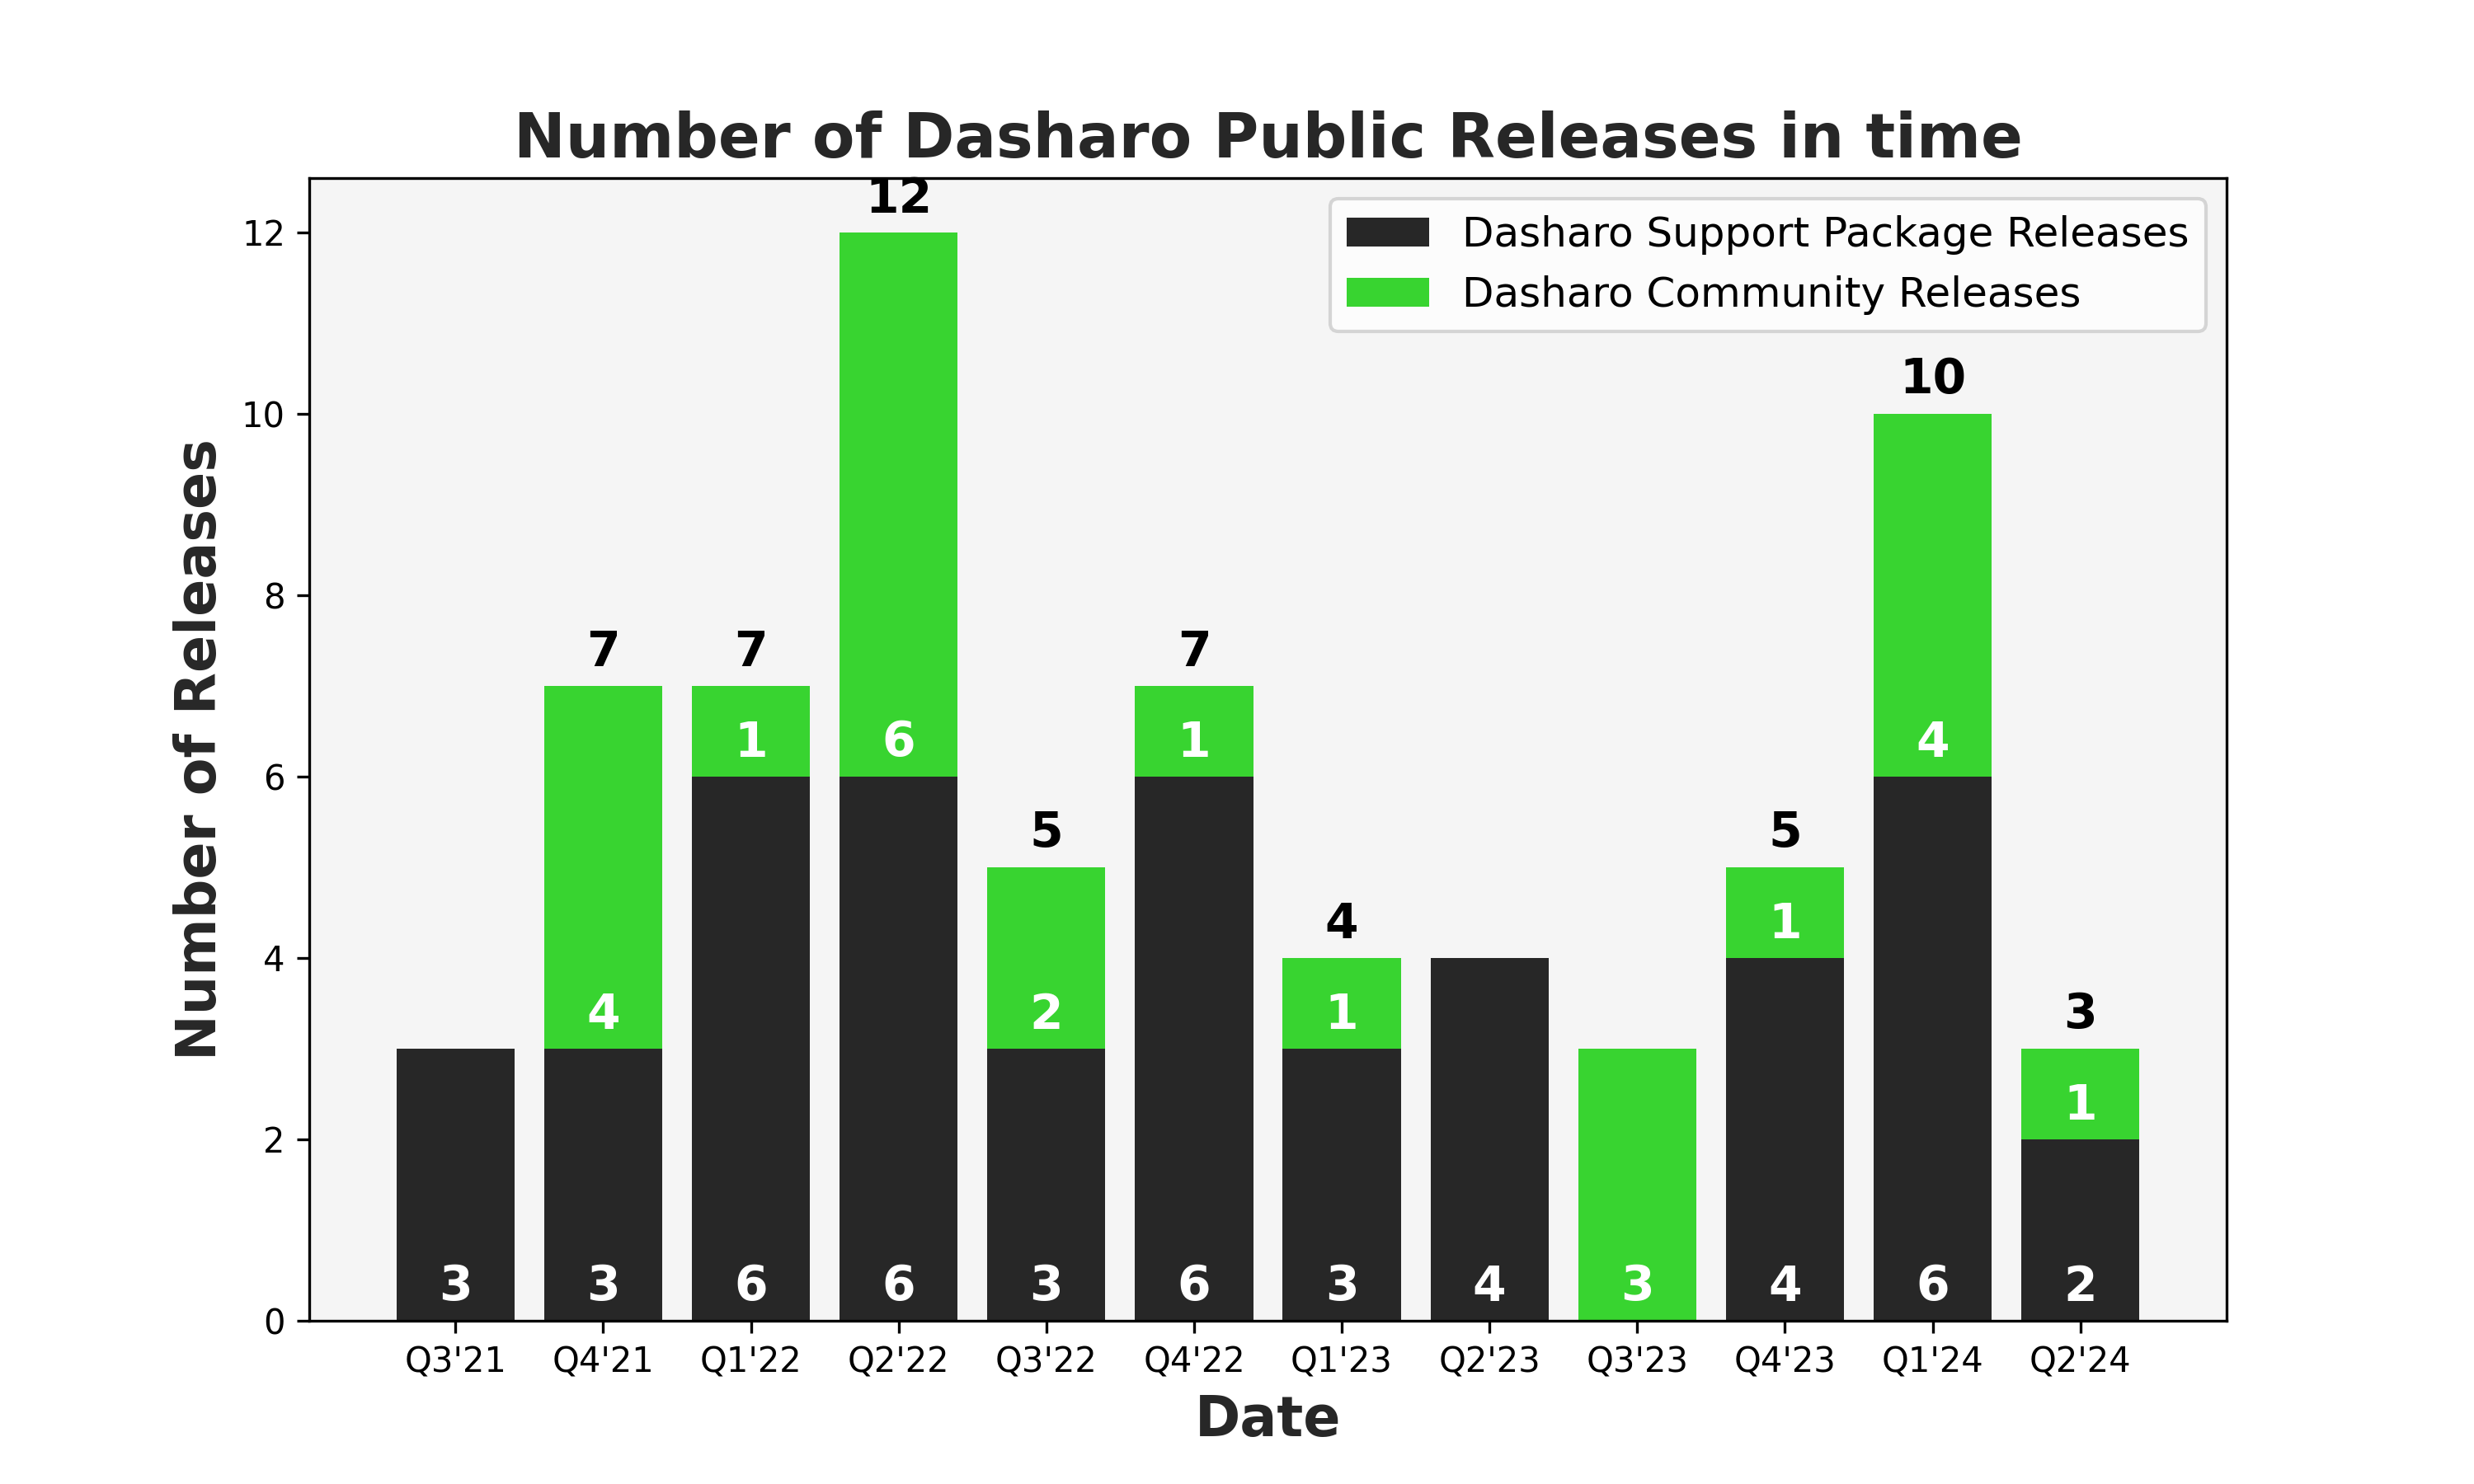 Number of Dasharo Public Releases in time
Number of Releases
12
10
8
6
4
2
0
Dasharo Support Package Releases
Dasharo Community Releases
12
10
7
7
7
1
6
1
4
5
5
4
1
4
2
1
3
1
3
3
6
6
3
6
3
4
3
4
6
2
Q3'21
Q4'21
Q1'22
Q2'22
Q3'22
Q4'22
Q1'23
Q2'23
Q3'23
Q4'23
Q1'24
Q2'24
Date